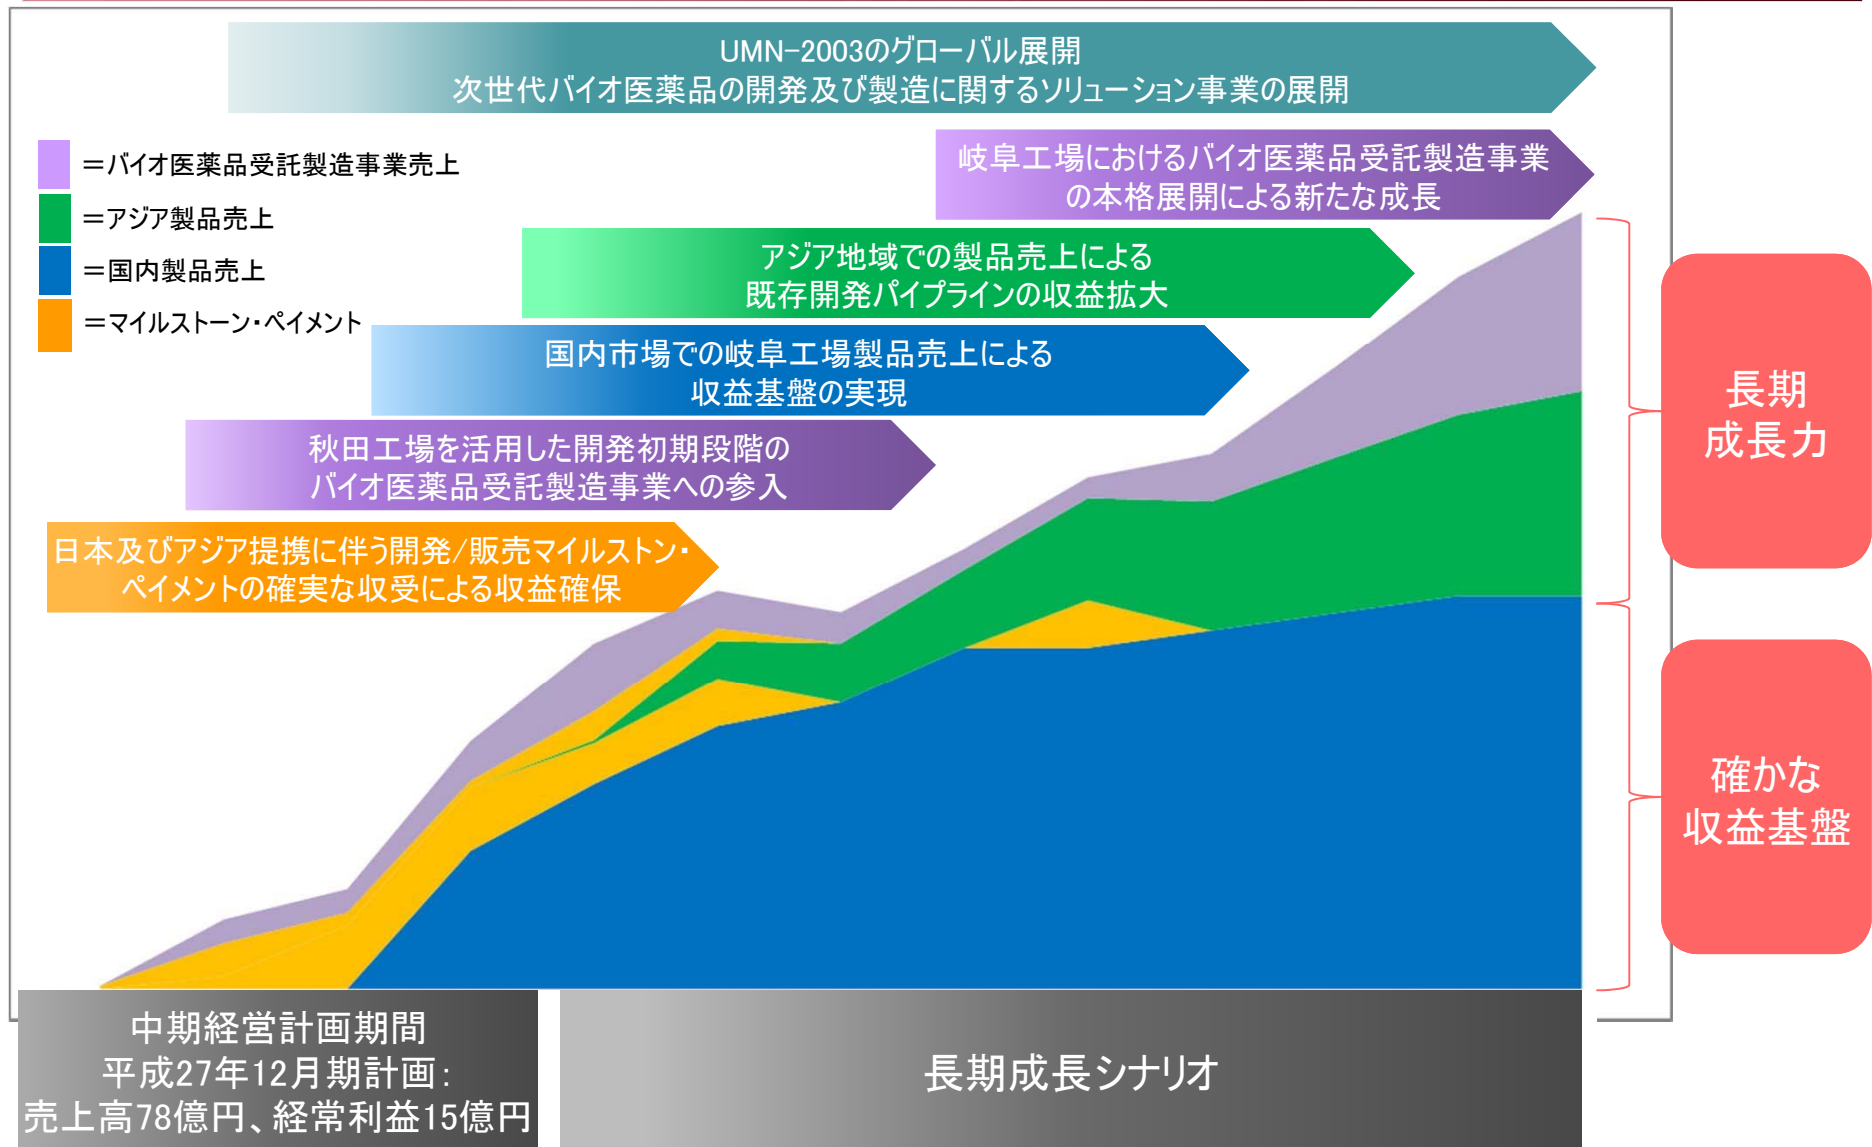 UMN-2003のグローバル展開
次世代バイオ医薬品の開発及び製造に関するソリューション事業の展開
＝バイオ医薬品受託製造事業売上
＝アジア製品売上
＝国内製品売上
＝マイルストーン・ペイメント
岐阜工場におけるバイオ医薬品受託製造事業
の本格展開による新たな成長
アジア地域での製品売上による
既存開発パイプラインの収益拡大
国内市場での岐阜工場製品売上による
収益基盤の実現
秋田工場を活用した開発初期段階の
バイオ医薬品受託製造事業への参入
日本及びアジア提携に伴う開発/販売マイルストン・
ペイメントの確実な収受による収益確保
長期
成長力
確かな
収益基盤
中期経営計画期間
平成27年12月期計画：
売上高78億円、経常利益15億円
長期成長シナリオ